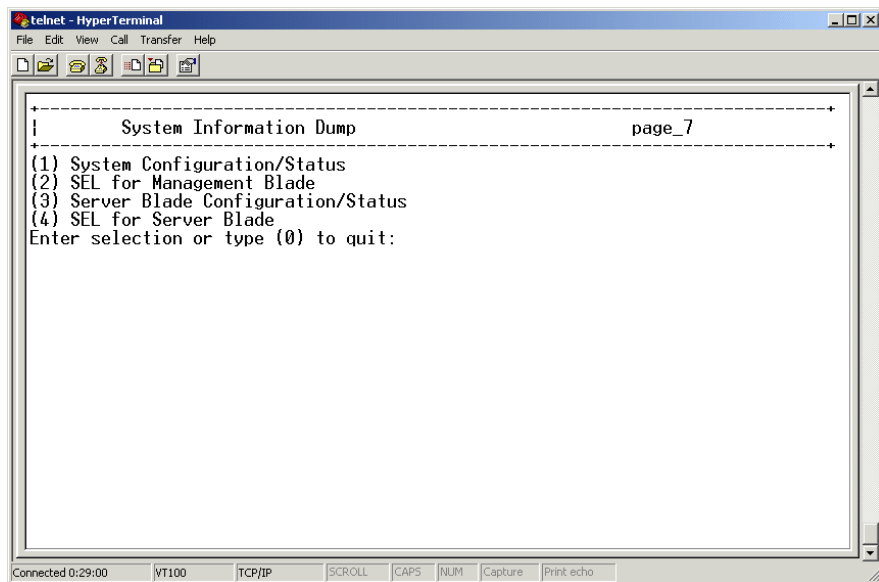 telnet - HyperTerminal
File Edit View Call Transfer Help
+-----------------------------------------------------------------------------+
| System Information Dump page_7
+-----------------------------------------------------------------------------+
(1) System Configuration/Status
(2) SEL for Management Blade
(3) Server Blade Configuration/Status
(4) SEL for Server Blade
Enter selection or type (0) to quit:
Connected 0:29:00 VT100 TCP/IP SCROLL CAPS NUM Capture Print echo